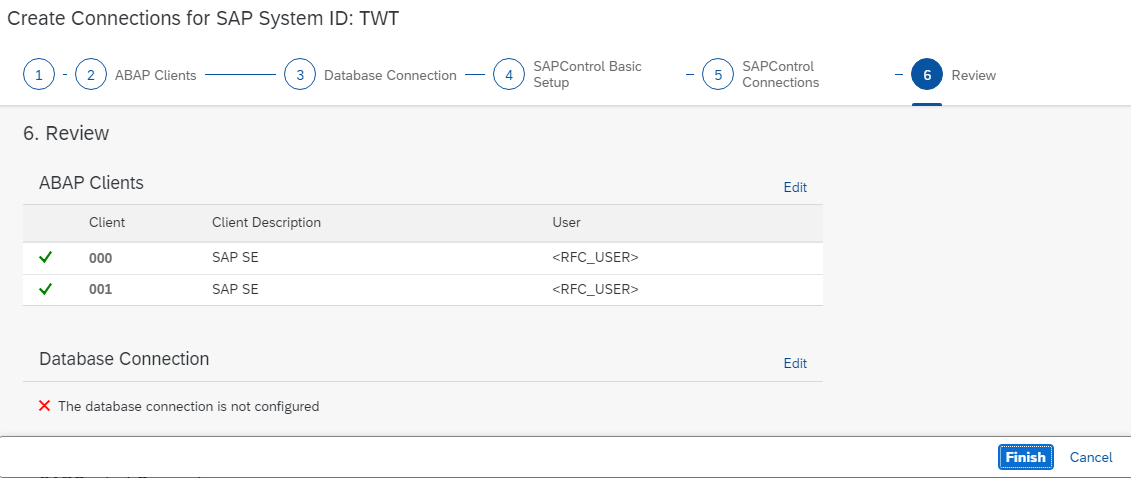 Create Connections for SAP System ID: TWT
1 - 2 ABAP Clients 3 Database Connection 4 SAPControl Basic Setup 5 SAPControl Connections 6 Review
6. Review
ABAP Clients Edit
Client Client Description User
000 SAP SE <RFC_USER>
001 SAP SE <RFC_USER>
Database Connection Edit
The database connection is not configured
Finish Cancel